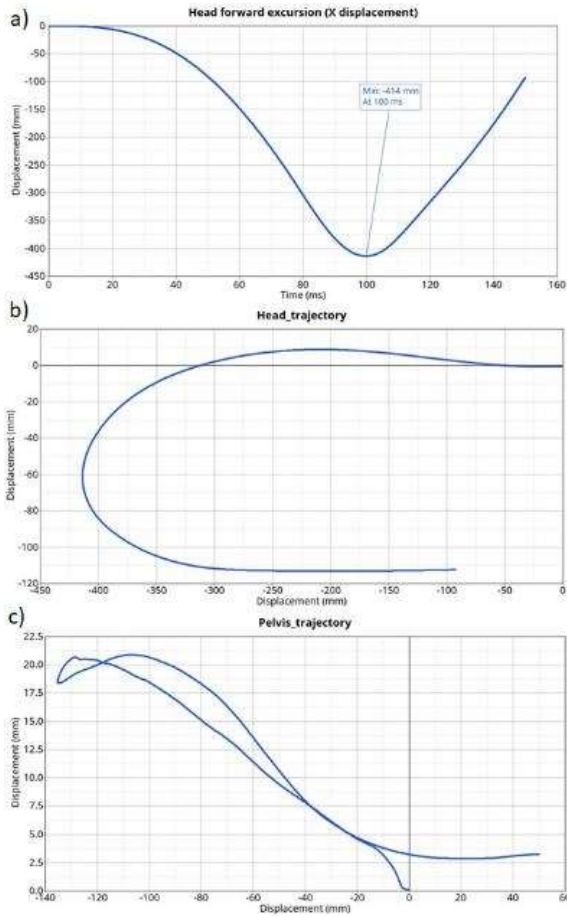 a)
Head forward excursion (X displacement)
Displacement (mm)
0
-50
-100
-150
-200
-250
-300
-350
-400
-450
Min: -414 mm
At 100 ms
0 20 40 60 80 100 120 140 160
Time (ms)
b)
Head_trajectory
Displacement (mm)
20
0
-20
-40
-60
-80
-100
-120
-450 -400 -350 -300 -250 -200 -150 -100 -50 0
Displacement (mm)
c)
Pelvis_trajectory
Displacement (mm)
22.5
20.0
17.5
15.0
12.5
10.0
7.5
5.0
2.5
0.0
-140 -120 -100 -80 -60 -40 -20 0 20 40 60
Displacement (mm)